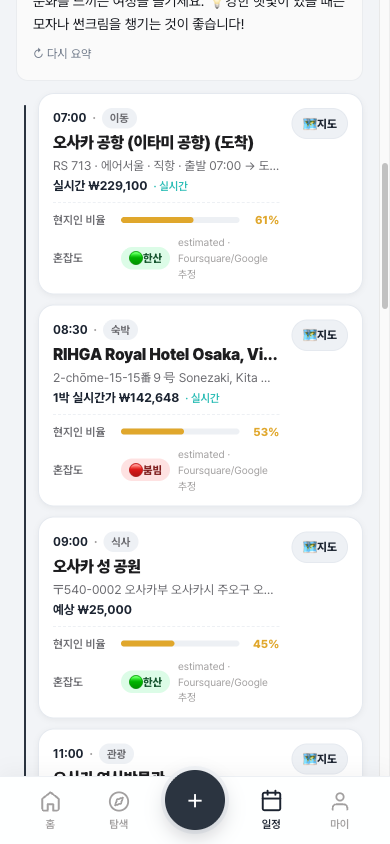 문화를 느끼는 여정을 즐기세요. 💡강한 햇빛이 있을 때는
모자나 썬크림을 챙기는 것이 좋습니다!
↻ 다시 요약
07:00 · 이동
🗺️지도
오사카 공항 (이타미 공항) (도착)
RS 713 · 에어서울 · 직항 · 출발 07:00 → 도...
실시간 ₩229,100 · 실시간
현지인 비율 61%
혼잡도 🟢한산 estimated ·
Foursquare/Google
추정
08:30 · 숙박
🗺️지도
RIHGA Royal Hotel Osaka, Vi...
2-chōme-15-15番９号 Sonezaki, Kita ...
1박 실시간가 ₩142,648 · 실시간
현지인 비율 53%
혼잡도 🔴붐빔 estimated ·
Foursquare/Google
추정
09:00 · 식사
🗺️지도
오사카 성 공원
〒540-0002 오사카부 오사카시 주오구 오...
예상 ₩25,000
현지인 비율 45%
혼잡도 🟢한산 estimated ·
Foursquare/Google
추정
11:00 · 관광
🗺️지도
홈
탐색
+
일정
마이